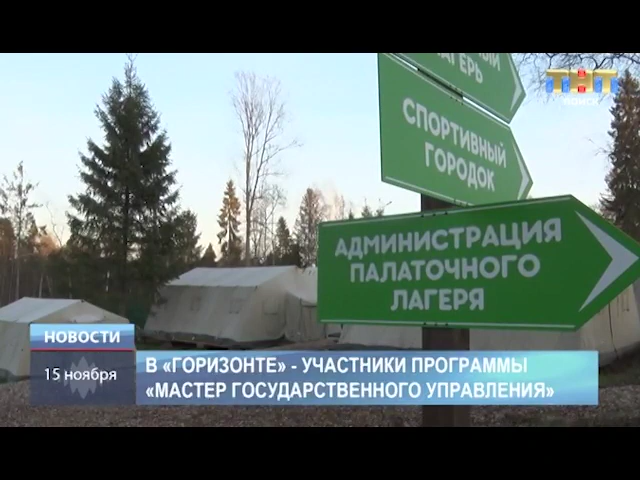 ЛАГЕРЬ
ТНТ
СПОРТИВНЫЙ
ГОРОДОК
АДМИНИСТРАЦИЯ
ПАЛАТОЧНОГО
ЛАГЕРЯ
НОВОСТИ
15 ноября
В «ГОРИЗОНТЕ» - УЧАСТНИКИ ПРОГРАММЫ
«МАСТЕР ГОСУДАРСТВЕННОГО УПРАВЛЕНИЯ»